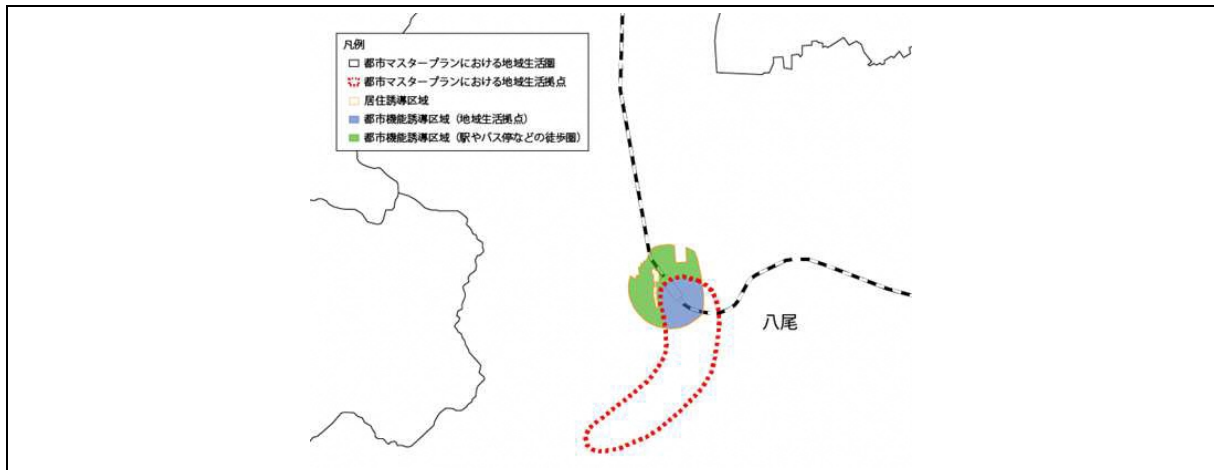 凡例
都市マスタープランにおける地域生活圏
都市マスタープランにおける地域生活拠点
居住誘導区域
都市機能誘導区域（地域生活拠点）
都市機能誘導区域（駅やバス停などの徒歩圏）
八尾